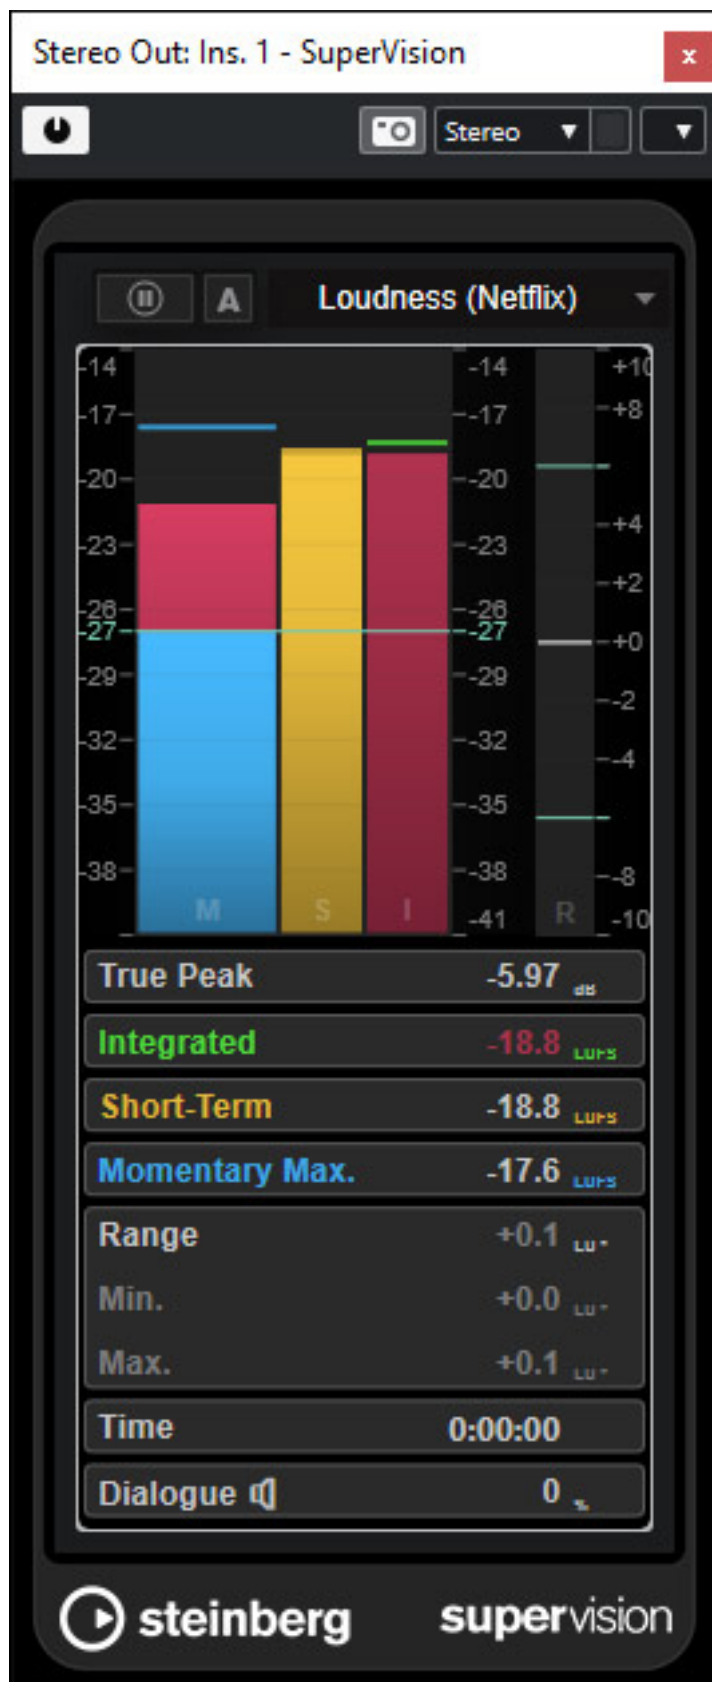 Stereo Out: Ins. 1 - SuperVision x
Stereo
A Loudness (Netflix)
-14 -14 +10
-17 -17 +8
-20 -20
-23 -23 +4
+2
-26 -26
-27 -27 +0
-29 -29 -2
-32 -32 -4
-35 -35
-38 -38 -8
M S I -41 R -10
True Peak -5.97 dB
Integrated -18.8 LUFS
Short-Term -18.8 LUFS
Momentary Max. -17.6 LUFS
Range +0.1 LU
Min. +0.0 LU
Max. +0.1 LU
Time 0:00:00
Dialogue 0 %
steinberg supervision